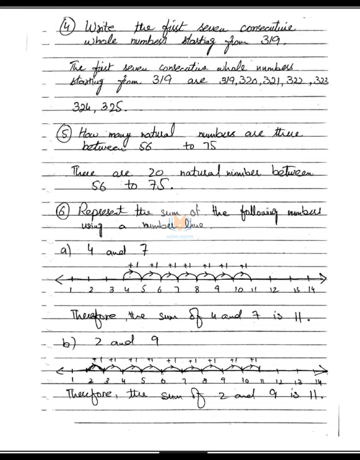 ④ Write the first seven consecutive
whole numbers starting from 319.
The first seven consecutive whole numbers
starting from 319 are 319,320,321,322,323
324,325.
⑤ How many natural numbers are there
between 56 to 75
There are 20 natural number between
56 to 75.
⑥ Represent the sum of the following numbers
using a number line.
a) 4 and 7
+1 +1 +1 +1 +1 +1 +1
1 2 3 4 5 6 7 8 9 10 11 12 13 14
Therefore, the sum of 4 and 7 is 11.
b) 2 and 9
+1 +1 +1 +1 +1 +1 +1 +1 +1
1 2 3 4 5 6 7 8 9 10 11 12 13 14
Therefore, the sum of 2 and 9 is 11.